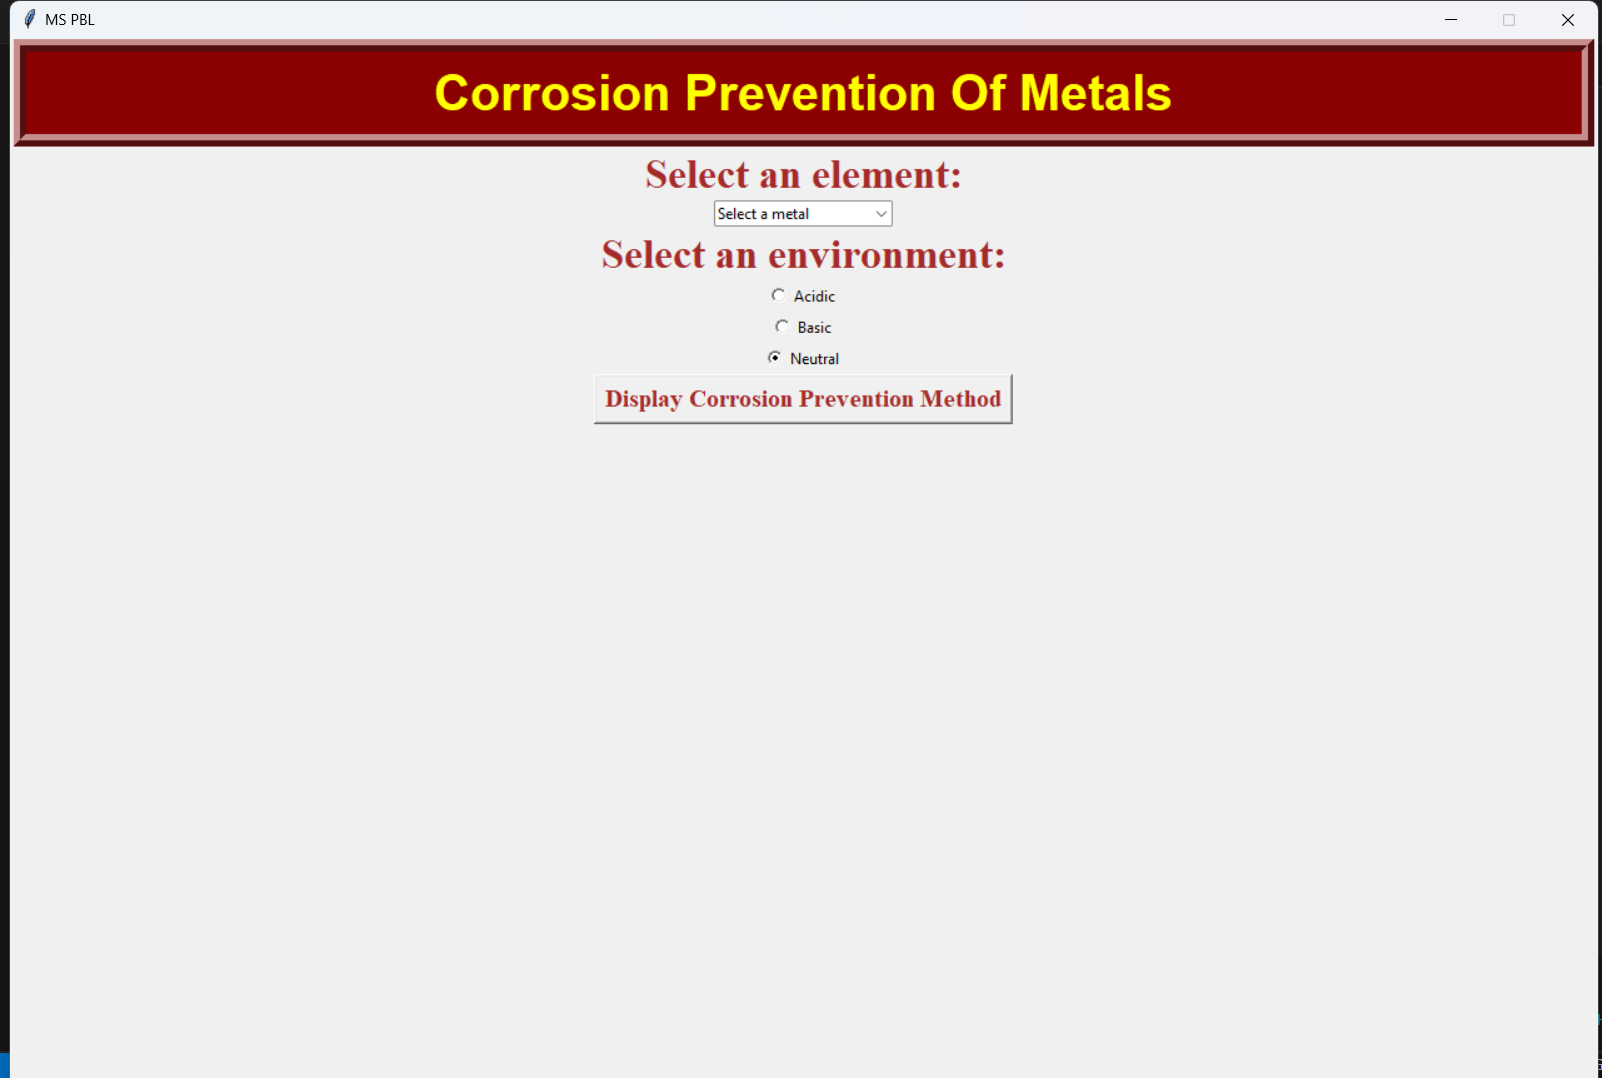 MS PBL
Corrosion Prevention Of Metals
Select an element:
Select a metal
Select an environment:
Acidic
Basic
Neutral
Display Corrosion Prevention Method